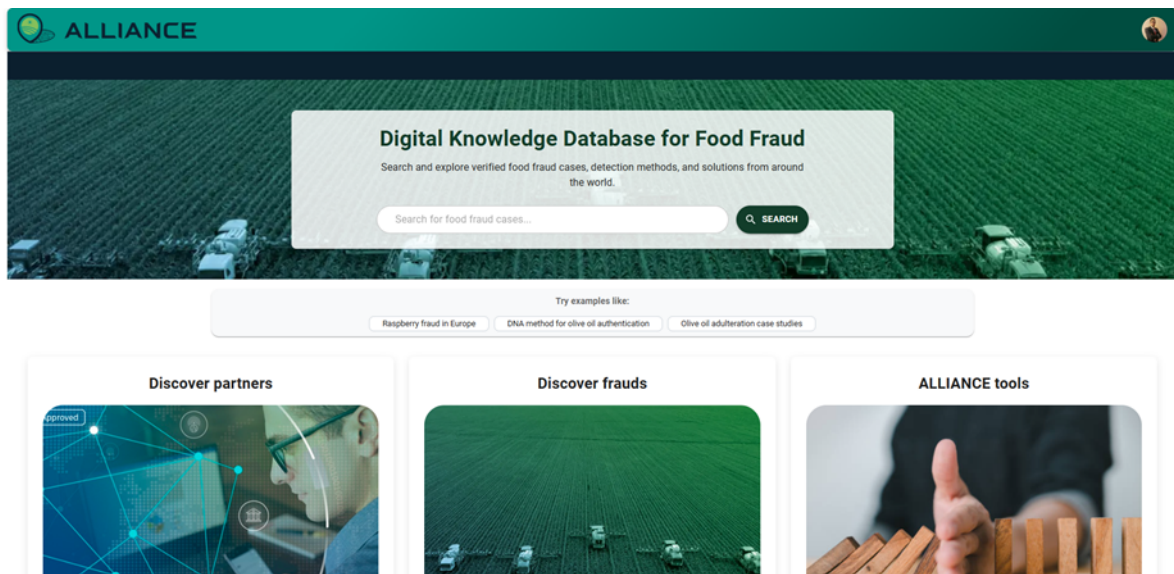 ALLIANCE
Digital Knowledge Database for Food Fraud
Search and explore verified food fraud cases, detection methods, and solutions from around
the world.
Search for food fraud cases...
SEARCH
Try examples like:
Raspberry fraud in Europe
DNA method for olive oil authentication
Olive oil adulteration case studies
Discover partners
Discover frauds
ALLIANCE tools
Approved